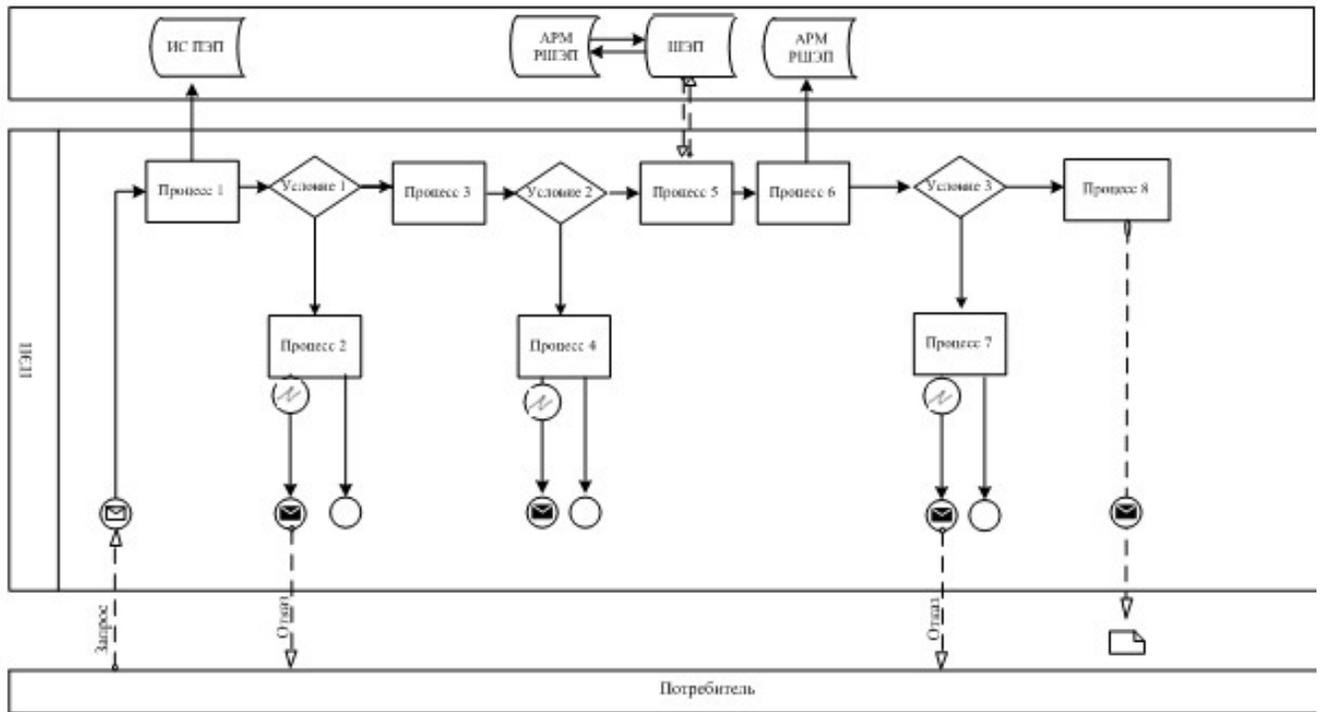 ИС ПЭП
АРМ
РШЭП
ШЭП
АРМ
РШЭП
Процесс 1
Условие 1
Процесс 3
Условие 2
Процесс 5
Процесс 6
Условие 3
Процесс 8
Процесс 2
Процесс 4
Процесс 7
Запрос
Отказ
Отказ
Потребитель